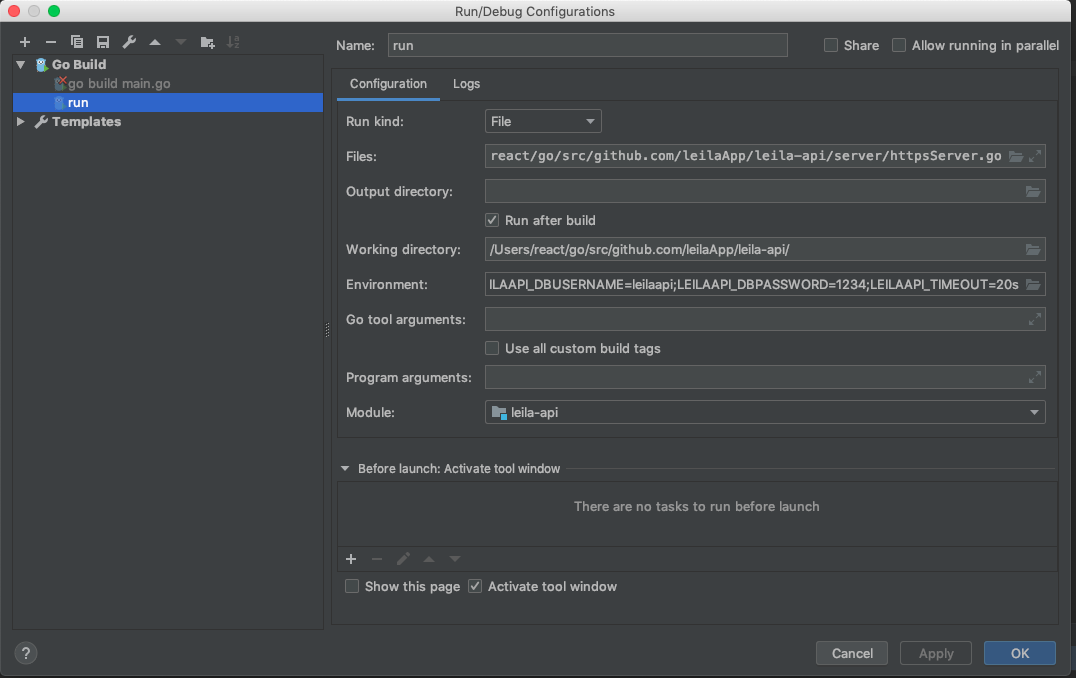 Run/Debug Configurations
Name: run
Share
Allow running in parallel
Go Build
go build main.go
run
Templates
Configuration
Logs
Run kind: File
Files: react/go/src/github.com/leilaApp/leila-api/server/httpsServer.go
Output directory:
Run after build
Working directory: /Users/react/go/src/github.com/leilaApp/leila-api/
Environment: ILAAPI_DBUSERNAME=leilaapi;LEILAAPI_DBPASSWORD=1234;LEILAAPI_TIMEOUT=20s
Go tool arguments:
Use all custom build tags
Program arguments:
Module: leila-api
Before launch: Activate tool window
There are no tasks to run before launch
Show this page
Activate tool window
?
Cancel
Apply
OK